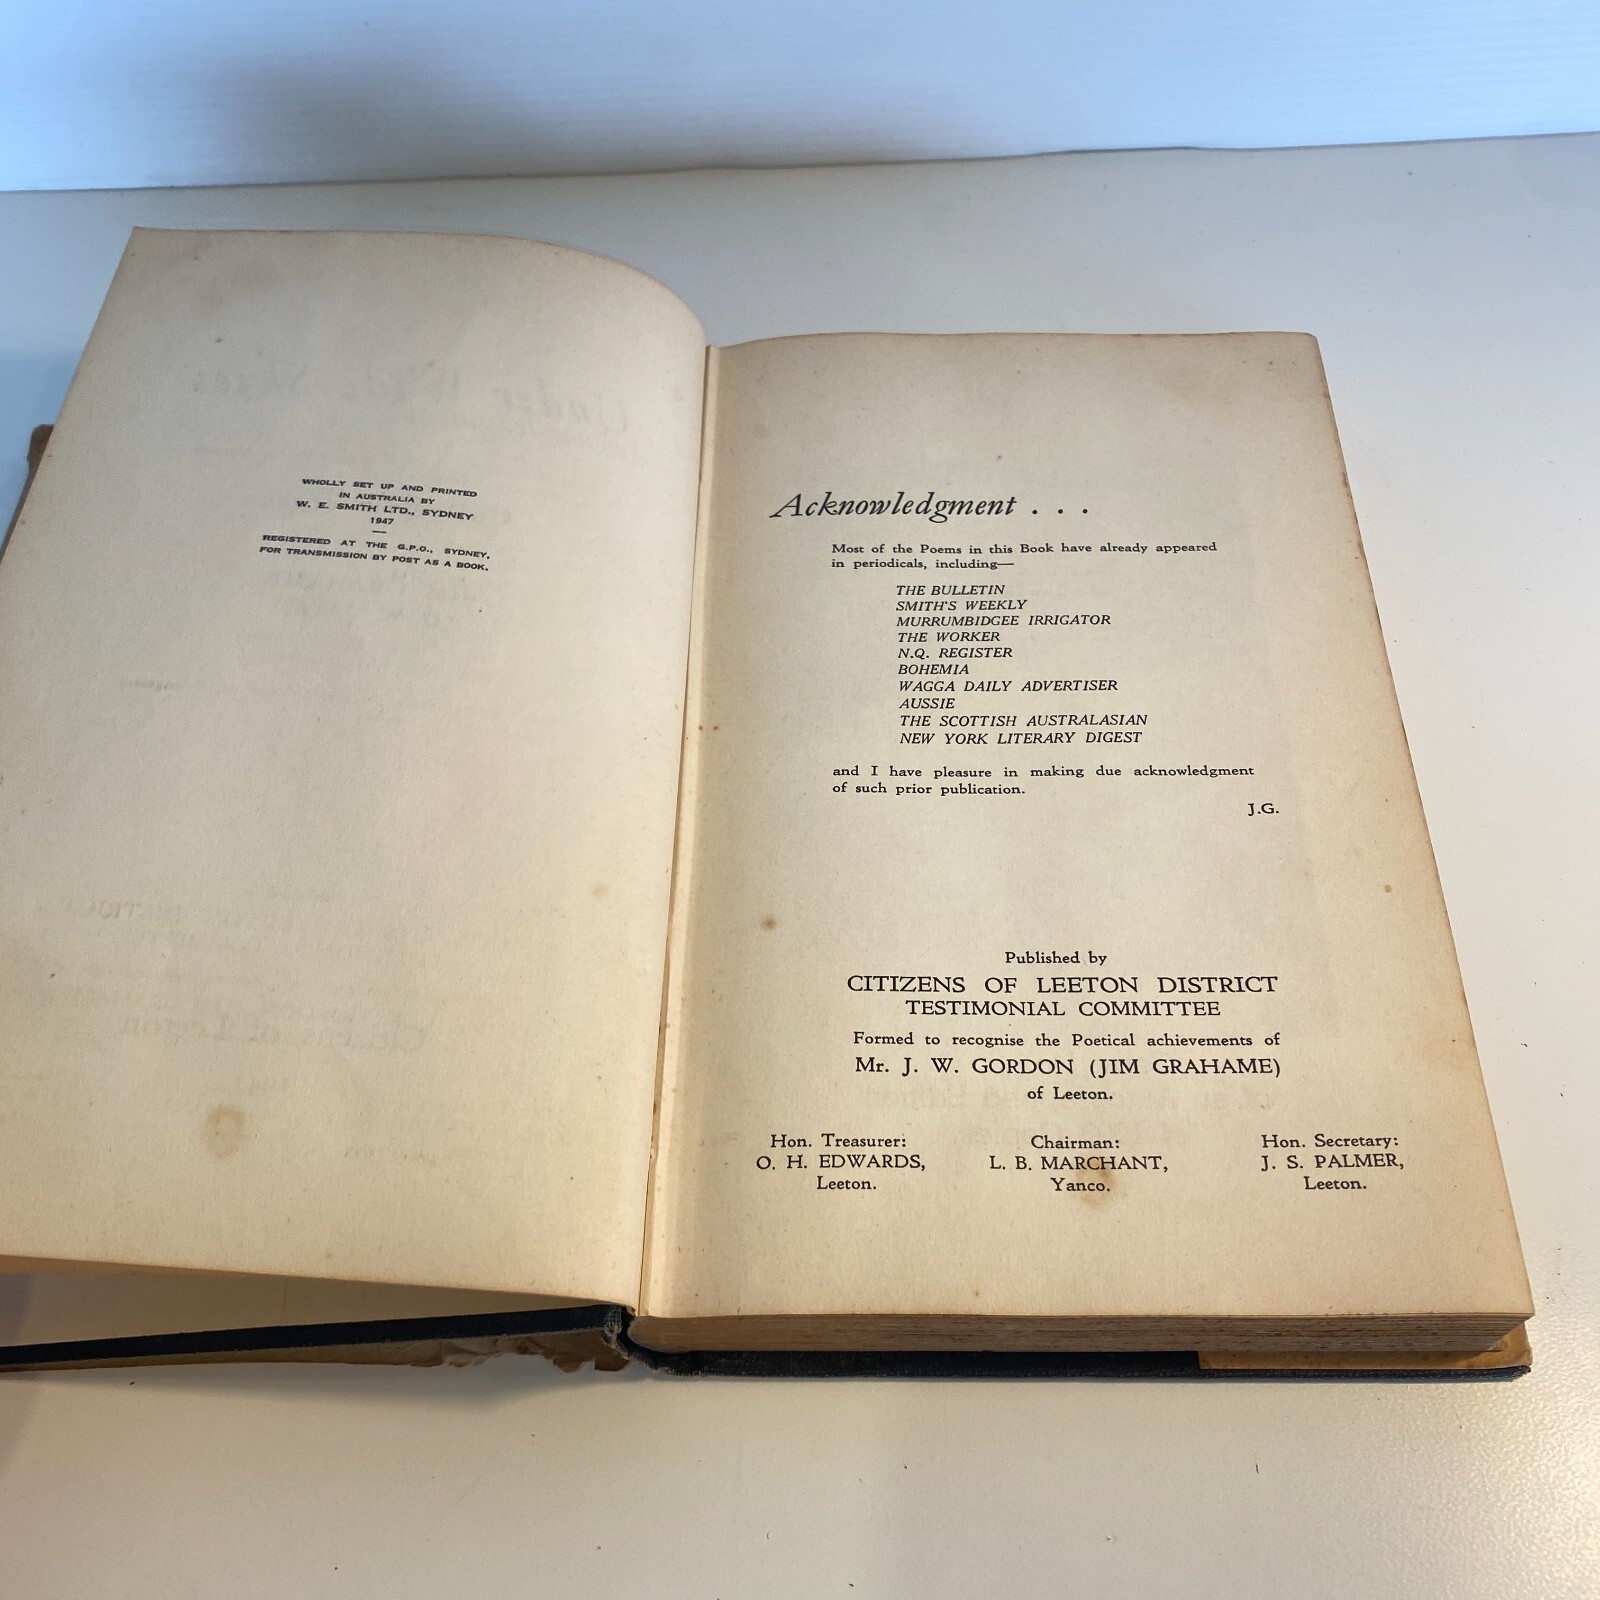 WHOLLY SET UP AND PRINTED
IN AUSTRALIA BY
W. E. SMITH LTD., SYDNEY
1947
REGISTERED AT THE G.P.O., SYDNEY,
FOR TRANSMISSION BY POST AS A BOOK.
Acknowledgment . . .
Most of the Poems in this Book have already appeared
in periodicals, including—
THE BULLETIN
SMITH'S WEEKLY
MURRUMBIDGEE IRRIGATOR
THE WORKER
N.Q. REGISTER
BOHEMIA
WAGGA DAILY ADVERTISER
AUSSIE
THE SCOTTISH AUSTRALASIAN
NEW YORK LITERARY DIGEST
and I have pleasure in making due acknowledgment
of such prior publication.
J.G.
Published by
CITIZENS OF LEETON DISTRICT
TESTIMONIAL COMMITTEE
Formed to recognise the Poetical achievements of
Mr. J. W. GORDON (JIM GRAHAME)
of Leeton.
Hon. Treasurer: Chairman: Hon. Secretary:
O. H. EDWARDS, L. B. MARCHANT, J. S. PALMER,
Leeton. Yanco. Leeton.